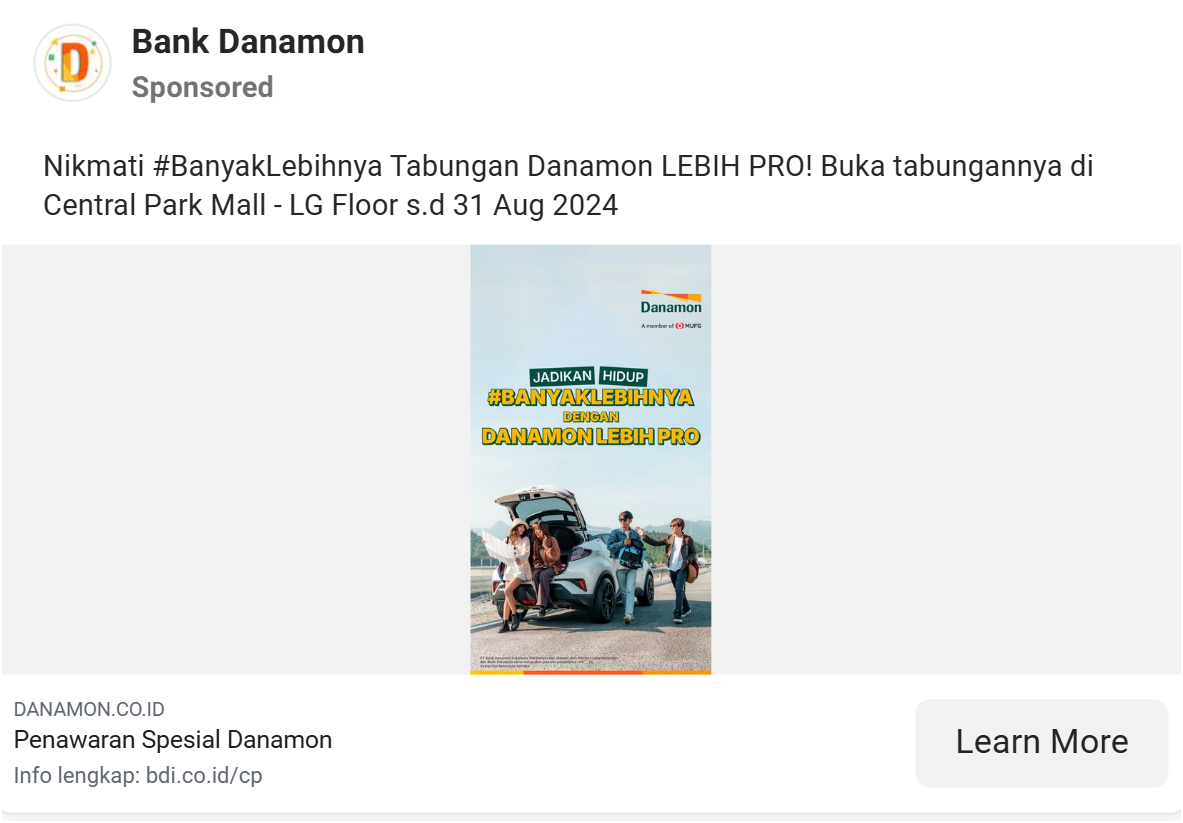 Bank Danamon
Sponsored
Nikmati #BanyakLebihnya Tabungan Danamon LEBIH PRO! Buka tabungannya di
Central Park Mall - LG Floor s.d 31 Aug 2024
Danamon
A member of MUFG
JADIKAN HIDUP
#BANYAKLEBIHNYA
DENGAN
DANAMON LEBIH PRO
DANAMON.CO.ID
Penawaran Spesial Danamon
Info lengkap: bdi.co.id/cp
Learn More